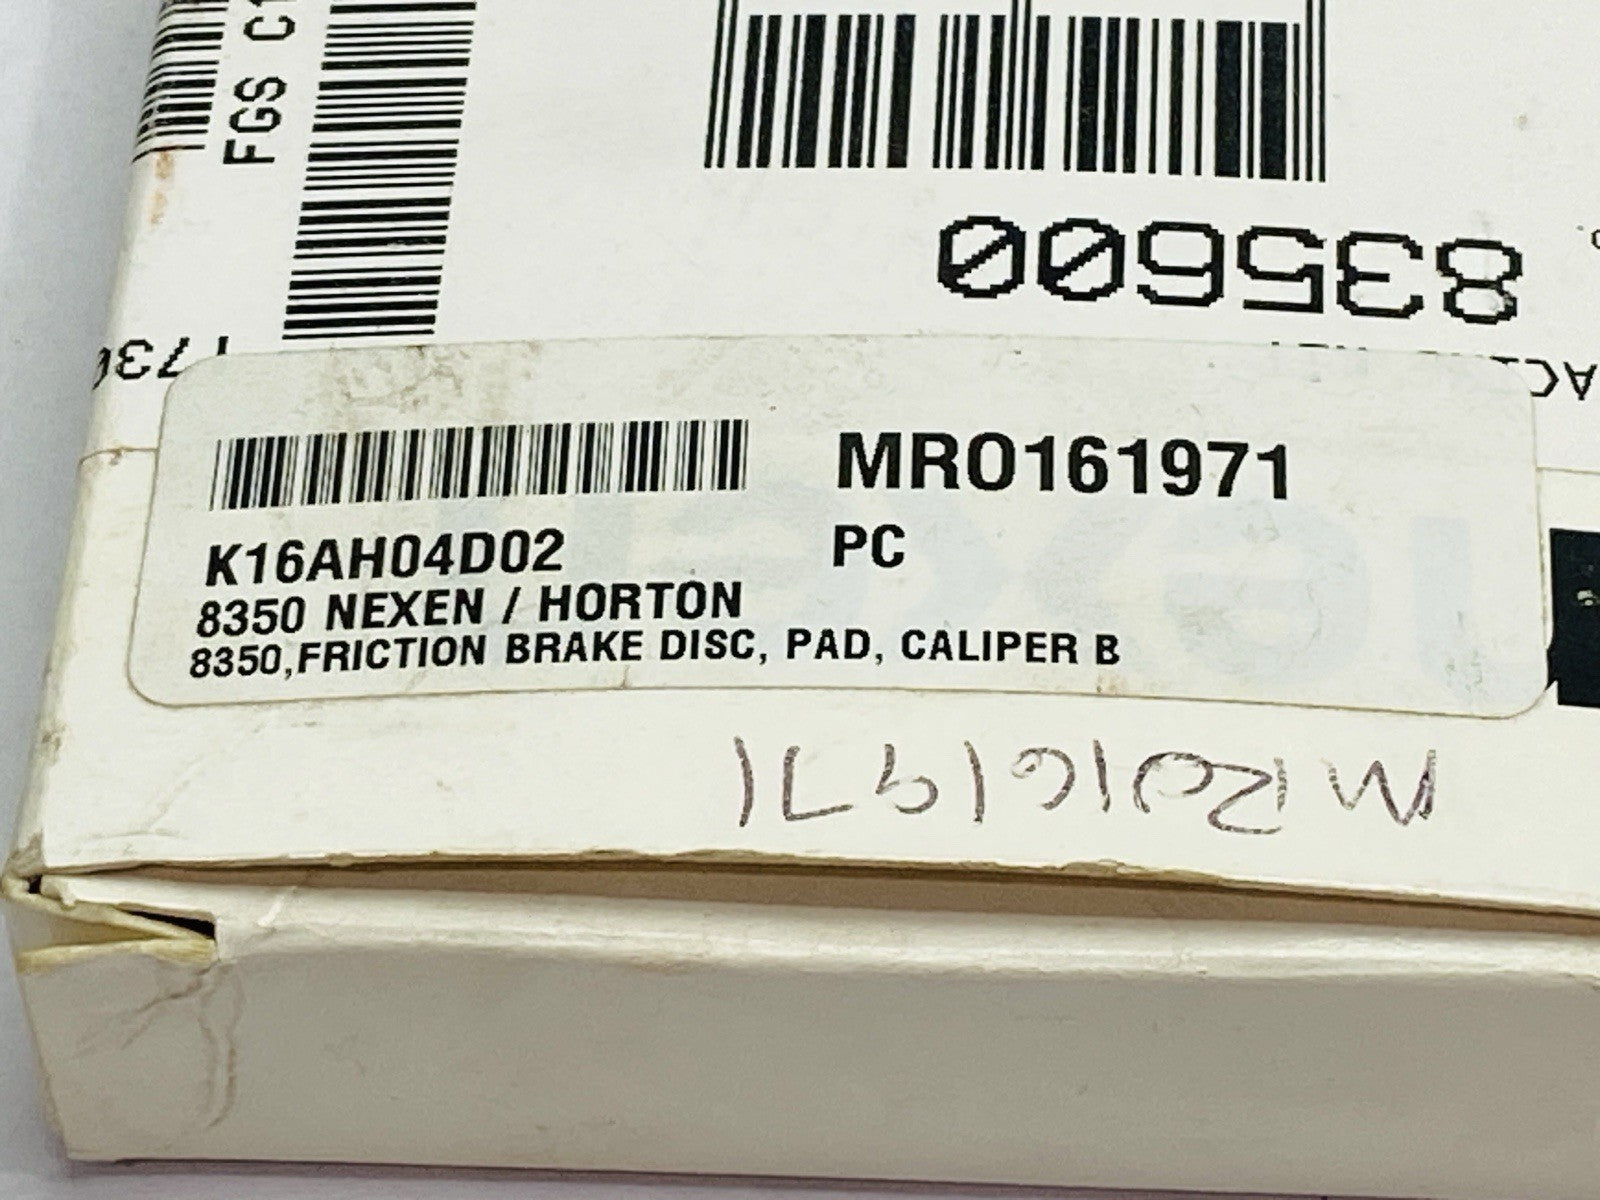 FGS
835600
MRO161971
K16AH04D02
PC
8350 NEXEN / HORTON
8350,FRICTION BRAKE DISC, PAD, CALIPER B
MRO161971